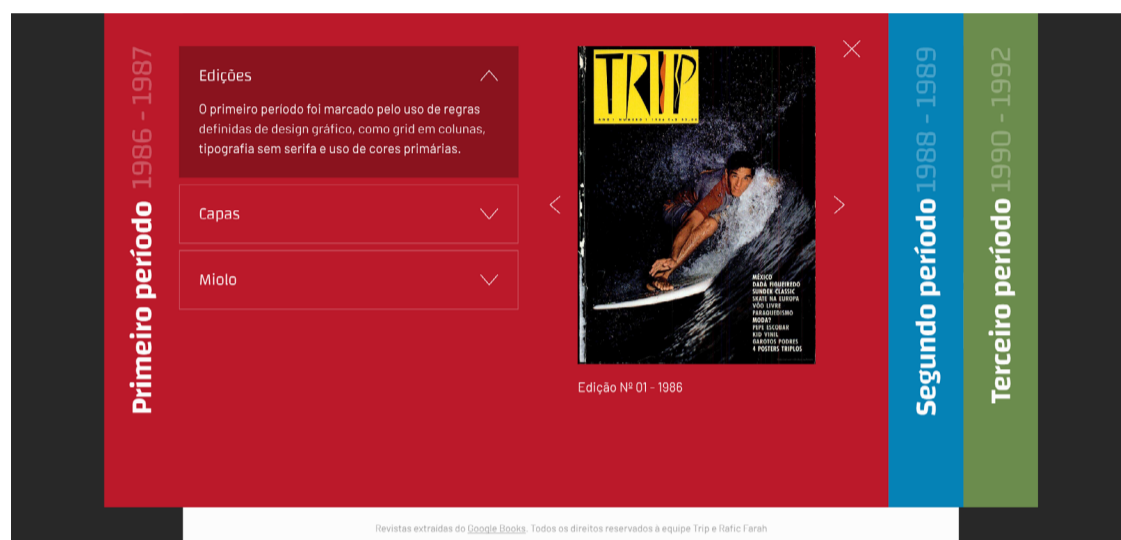 Primeiro período 1986 - 1987
Edições
O primeiro período foi marcado pelo uso de regras
definidas de design gráfico, como grid em colunas,
tipografia sem serifa e uso de cores primárias.
Capas
Miolo
TRIP
MÉXICO
DADÁ FIGUEIREDO
SUNDEK CLASSIC
SKATE NA EUROPA
VÔO LIVRE
PARAQUEDISMO
MODA?
PEPE ESCOBAR
KID VINIL
GAROTOS PODRES
4 POSTERS TRIPLOS
Edição Nº 01 - 1986
Segundo período 1988 - 1989
Terceiro período 1990 - 1992
Revistas extraídas do Google Books. Todos os direitos reservados à equipe Trip e Rafic Farah